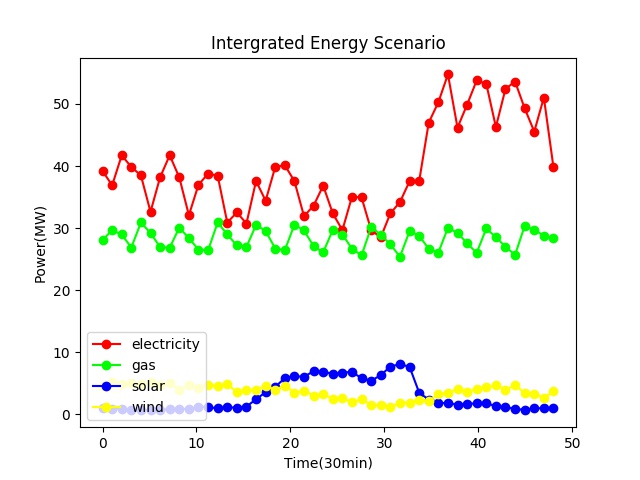 Intergrated Energy Scenario
Power(MW)
50
40
30
20
10
0
electricity
gas
solar
wind
0 10 20 30 40 50
Time(30min)